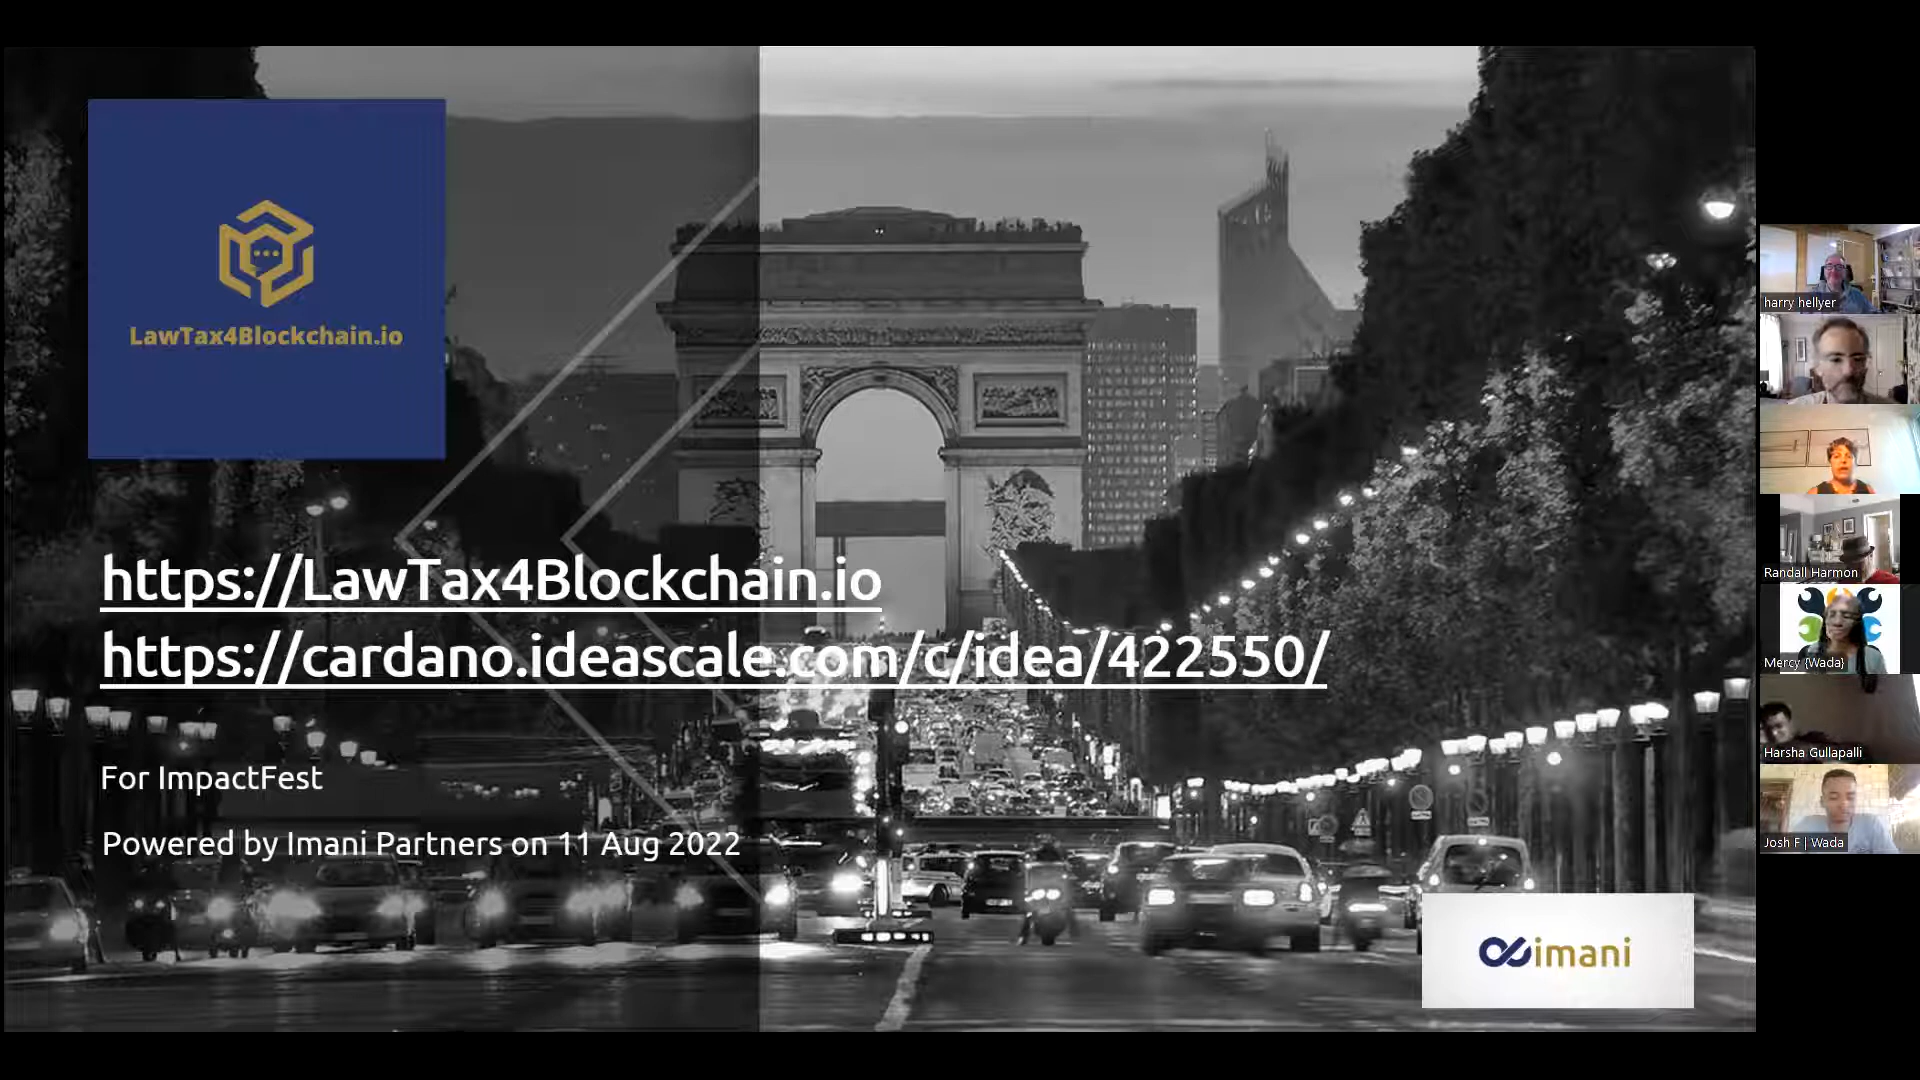 LawTax4Blockchain.io
https://LawTax4Blockchain.io
https://cardano.ideascale.com/c/idea/422550/
For ImpactFest
Powered by Imani Partners on 11 Aug 2022
imani
harry hellyer
Randall Harmon
Mercy {Wada}
Harsha Gullapalli
Josh F | Wada